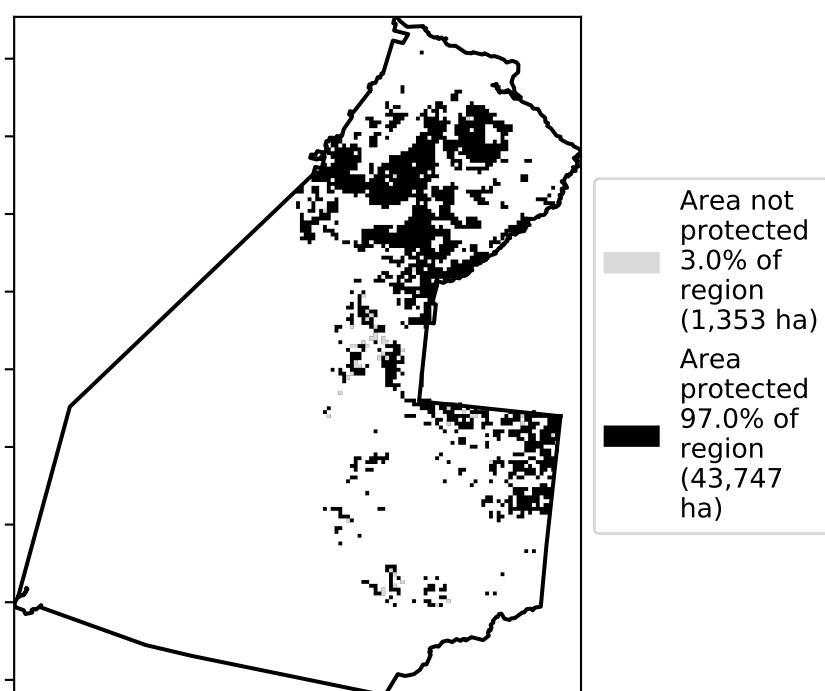 Area not
protected
3.0% of
region
(1,353 ha)
Area
protected
97.0% of
region
(43,747
ha)